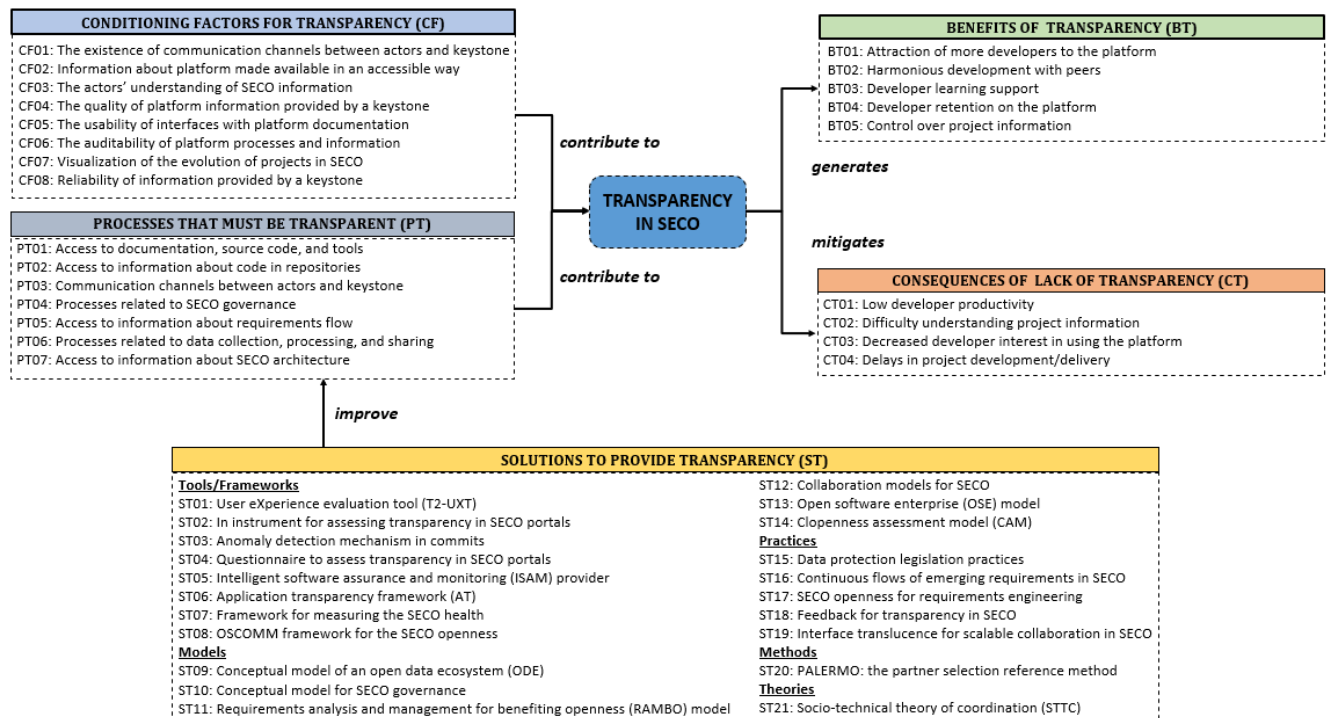 CONDITIONING FACTORS FOR TRANSPARENCY (CF)
CF01: The existence of communication channels between actors and keystone
CF02: Information about platform made available in an accessible way
CF03: The actors' understanding of SECO information
CF04: The quality of platform information provided by a keystone
CF05: The usability of interfaces with platform documentation
CF06: The auditability of platform processes and information
CF07: Visualization of the evolution of projects in SECO
CF08: Reliability of information provided by a keystone
PROCESSES THAT MUST BE TRANSPARENT (PT)
PT01: Access to documentation, source code, and tools
PT02: Access to information about code in repositories
PT03: Communication channels between actors and keystone
PT04: Processes related to SECO governance
PT05: Access to information about requirements flow
PT06: Processes related to data collection, processing, and sharing
PT07: Access to information about SECO architecture
contribute to
contribute to
TRANSPARENCY
IN SECO
generates
mitigates
BENEFITS OF TRANSPARENCY (BT)
BT01: Attraction of more developers to the platform
BT02: Harmonious development with peers
BT03: Developer learning support
BT04: Developer retention on the platform
BT05: Control over project information
CONSEQUENCES OF LACK OF TRANSPARENCY (CT)
CT01: Low developer productivity
CT02: Difficulty understanding project information
CT03: Decreased developer interest in using the platform
CT04: Delays in project development/delivery
improve
SOLUTIONS TO PROVIDE TRANSPARENCY (ST)
Tools/Frameworks
ST01: User eXperience evaluation tool (T2-UXT)
ST02: In instrument for assessing transparency in SECO portals
ST03: Anomaly detection mechanism in commits
ST04: Questionnaire to assess transparency in SECO portals
ST05: Intelligent software assurance and monitoring (ISAM) provider
ST06: Application transparency framework (AT)
ST07: Framework for measuring the SECO health
ST08: OSCOMM framework for the SECO openness
Models
ST09: Conceptual model of an open data ecosystem (ODE)
ST10: Conceptual model for SECO governance
ST11: Requirements analysis and management for benefiting openness (RAMBO) model
ST12: Collaboration models for SECO
ST13: Open software enterprise (OSE) model
ST14: Clopenness assessment model (CAM)
Practices
ST15: Data protection legislation practices
ST16: Continuous flows of emerging requirements in SECO
ST17: SECO openness for requirements engineering
ST18: Feedback for transparency in SECO
ST19: Interface translucence for scalable collaboration in SECO
Methods
ST20: PALERMO: the partner selection reference method
Theories
ST21: Socio-technical theory of coordination (STTC)